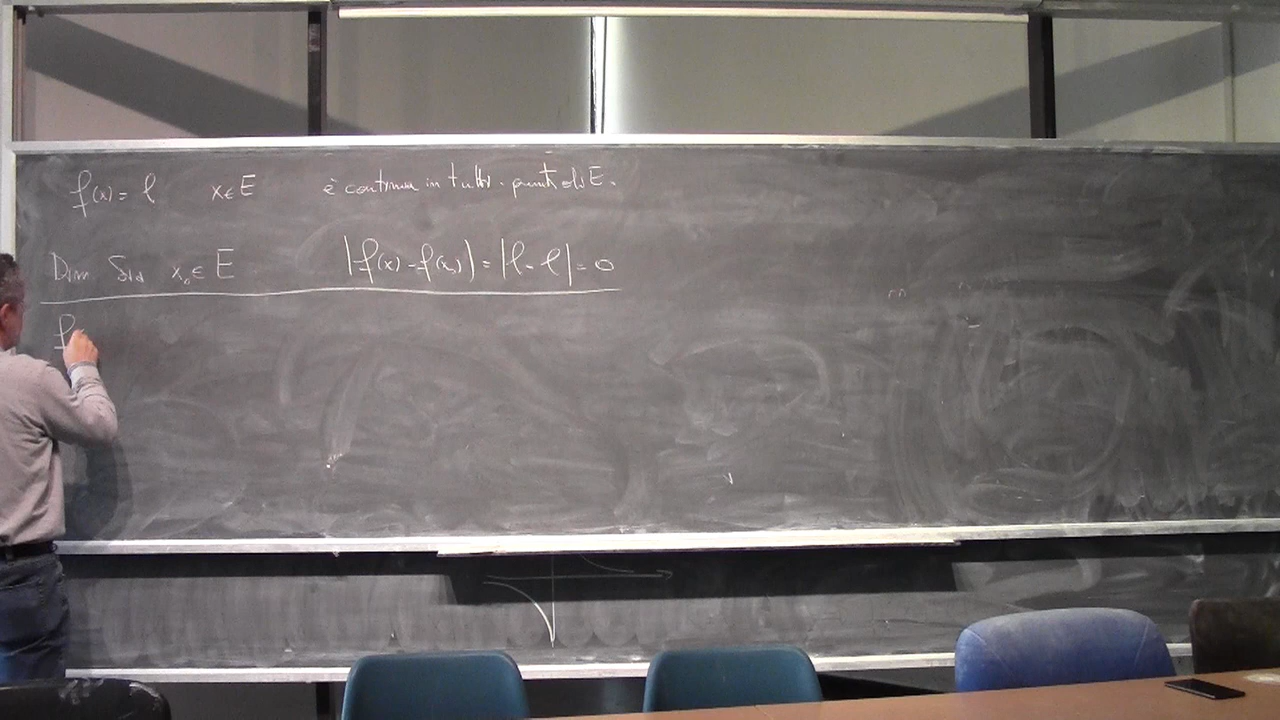 f(x) = l x ∈ E è continua in tutti i punti di E.
Dim Sia x₀ ∈ E |f(x) - f(x₀)| = |l - l| = 0
f